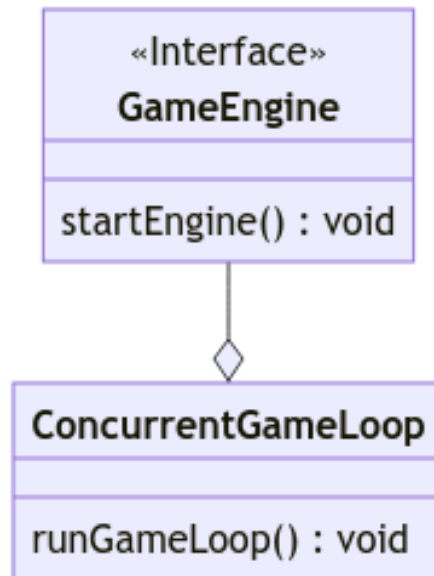 «Interface»
GameEngine
startEngine() : void
ConcurrentGameLoop
runGameLoop() : void